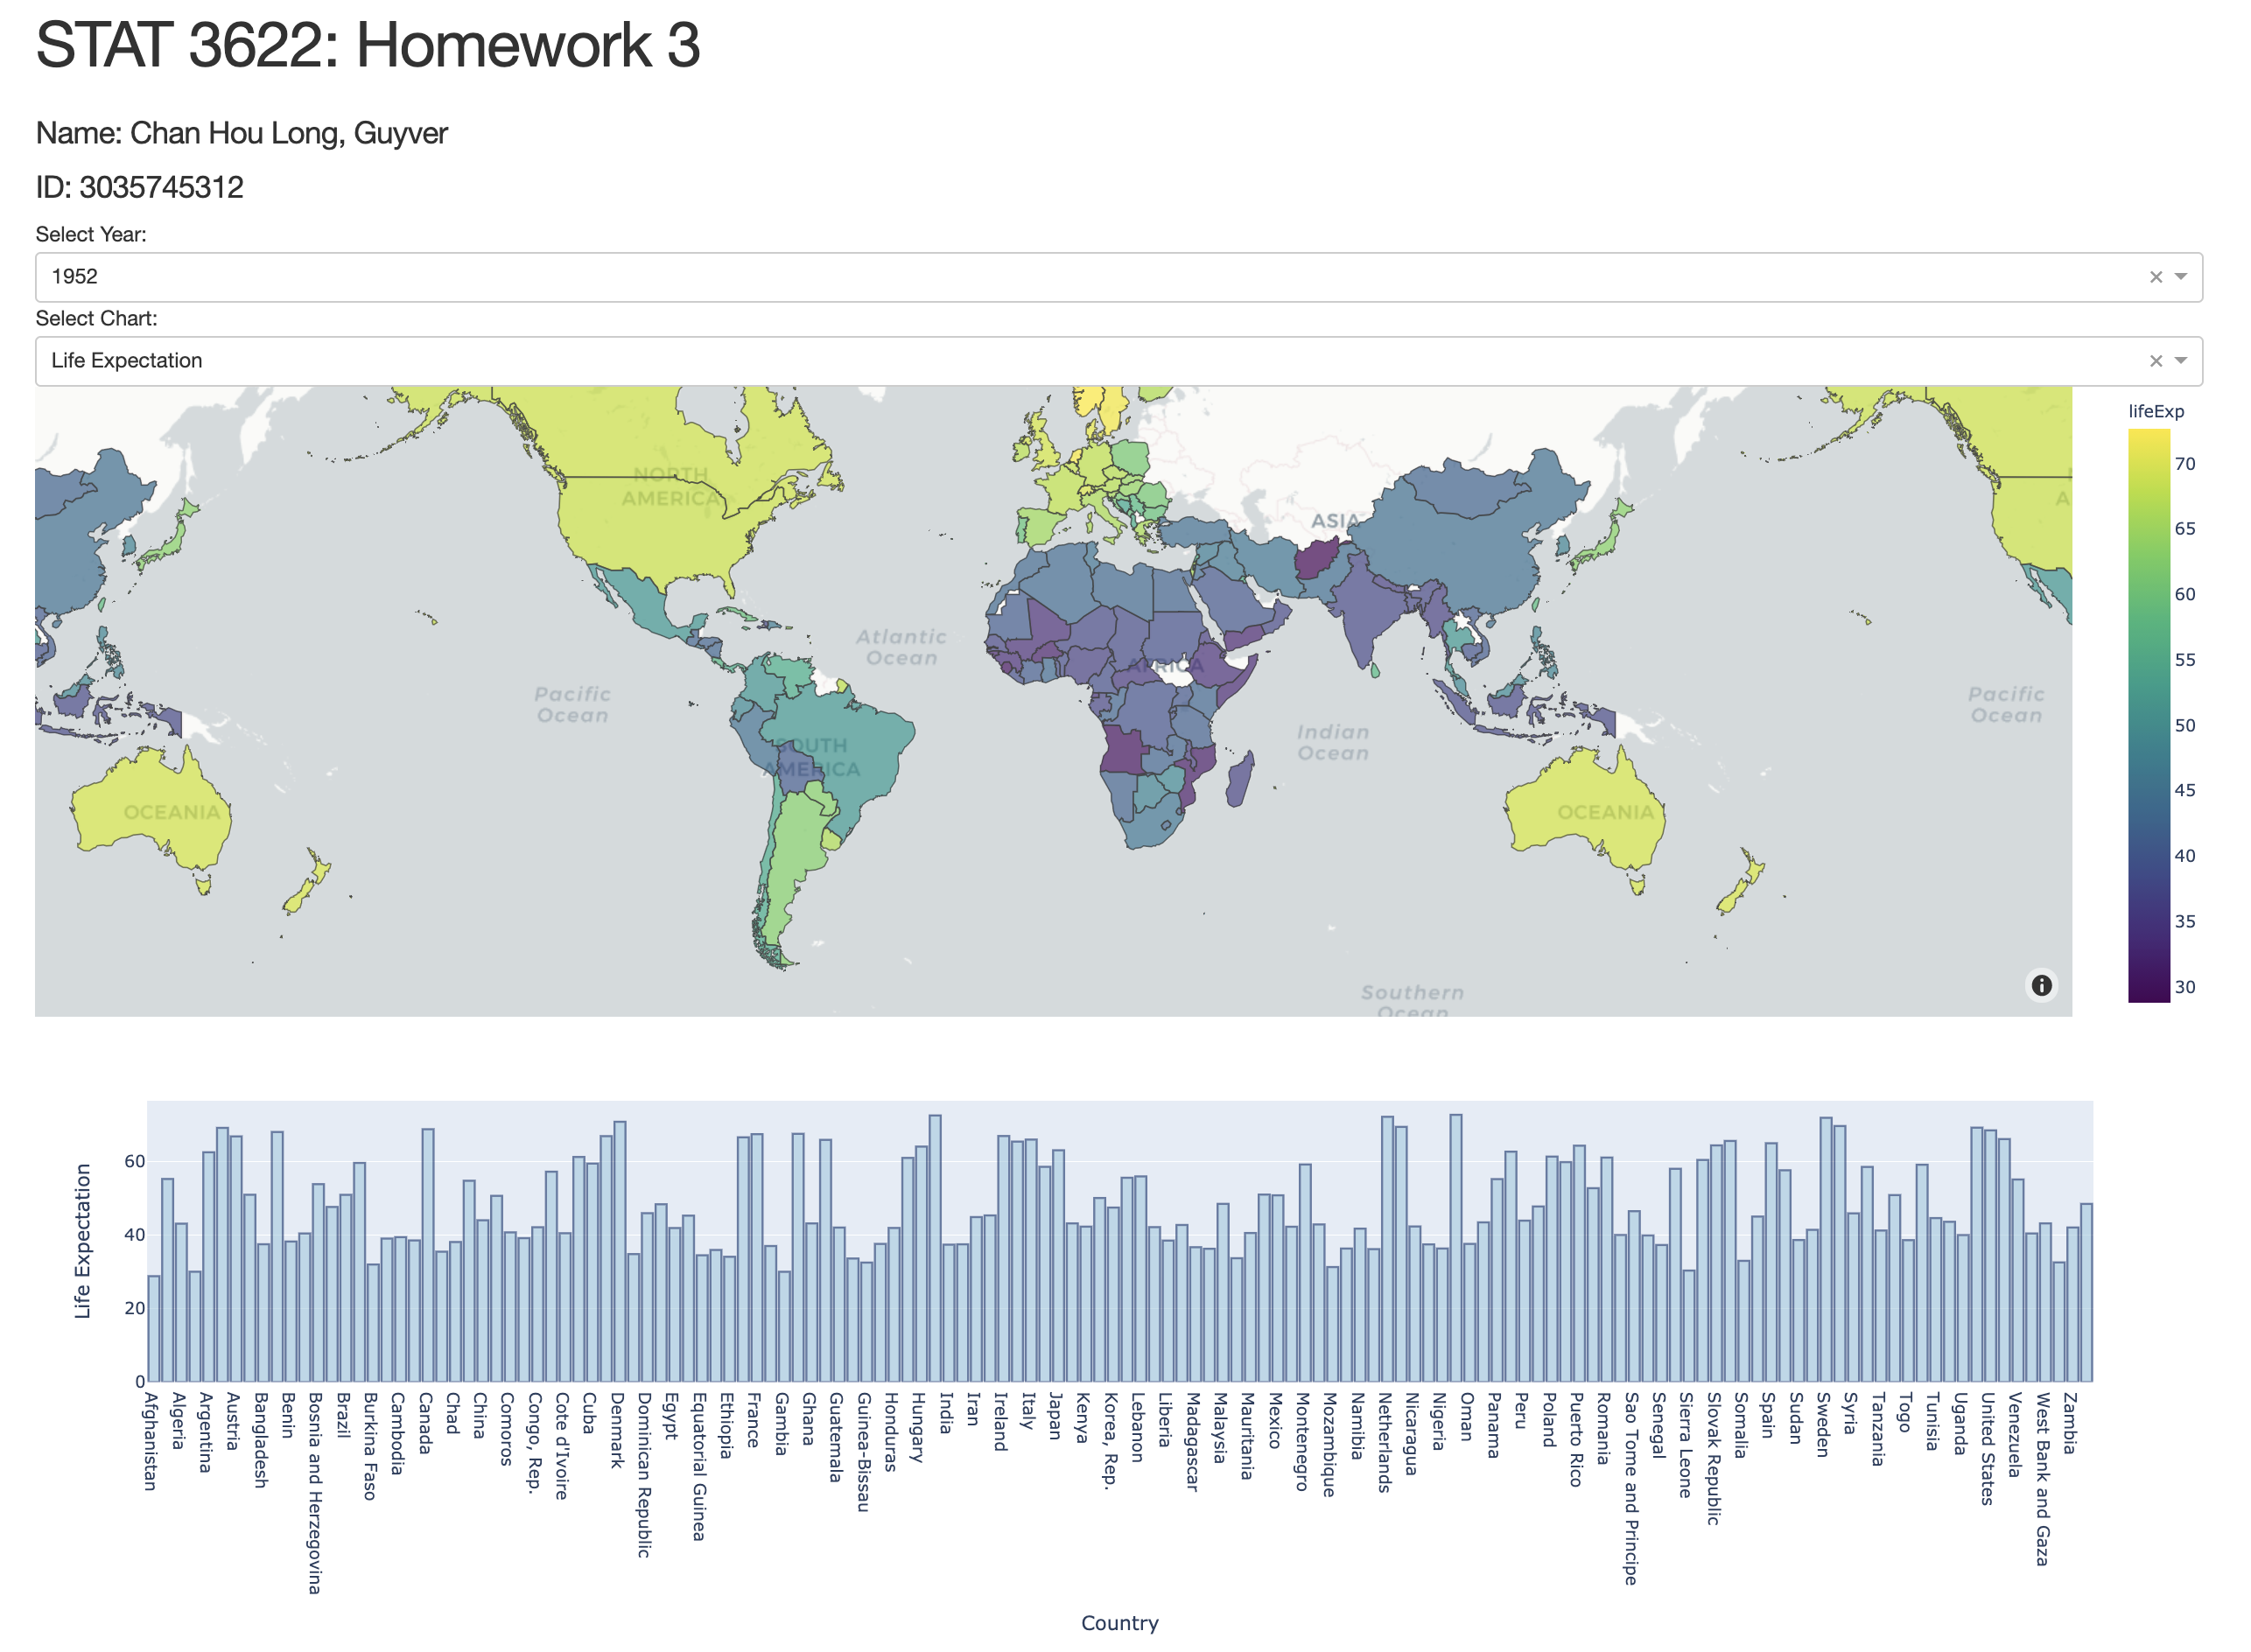 STAT 3622: Homework 3
Name: Chan Hou Long, Guyver
ID: 3035745312
Select Year:
1952
Select Chart:
Life Expectation
lifeExp
70
65
60
55
50
45
40
35
30
NORTH
AMERICA
ASIA
Atlantic
Ocean
AFRICA
Pacific
Ocean
Pacific
Ocean
Indian
Ocean
SOUTH
AMERICA
OCEANIA
OCEANIA
A
Southern
Ocean
Life Expectation
60
40
20
0
Afghanistan
Algeria
Argentina
Austria
Bangladesh
Benin
Bosnia and Herzegovina
Brazil
Burkina Faso
Cambodia
Canada
Chad
China
Comoros
Congo, Rep.
Cote d'Ivoire
Cuba
Denmark
Dominican Republic
Egypt
Equatorial Guinea
Ethiopia
France
Gambia
Ghana
Guatemala
Guinea-Bissau
Honduras
Hungary
India
Iran
Ireland
Italy
Japan
Kenya
Korea, Rep.
Lebanon
Liberia
Madagascar
Malaysia
Mauritania
Mexico
Montenegro
Mozambique
Namibia
Netherlands
Nicaragua
Nigeria
Oman
Panama
Peru
Poland
Puerto Rico
Romania
Sao Tome and Principe
Senegal
Sierra Leone
Slovak Republic
Somalia
Spain
Sudan
Sweden
Syria
Tanzania
Togo
Tunisia
Uganda
United States
Venezuela
West Bank and Gaza
Zambia
Country